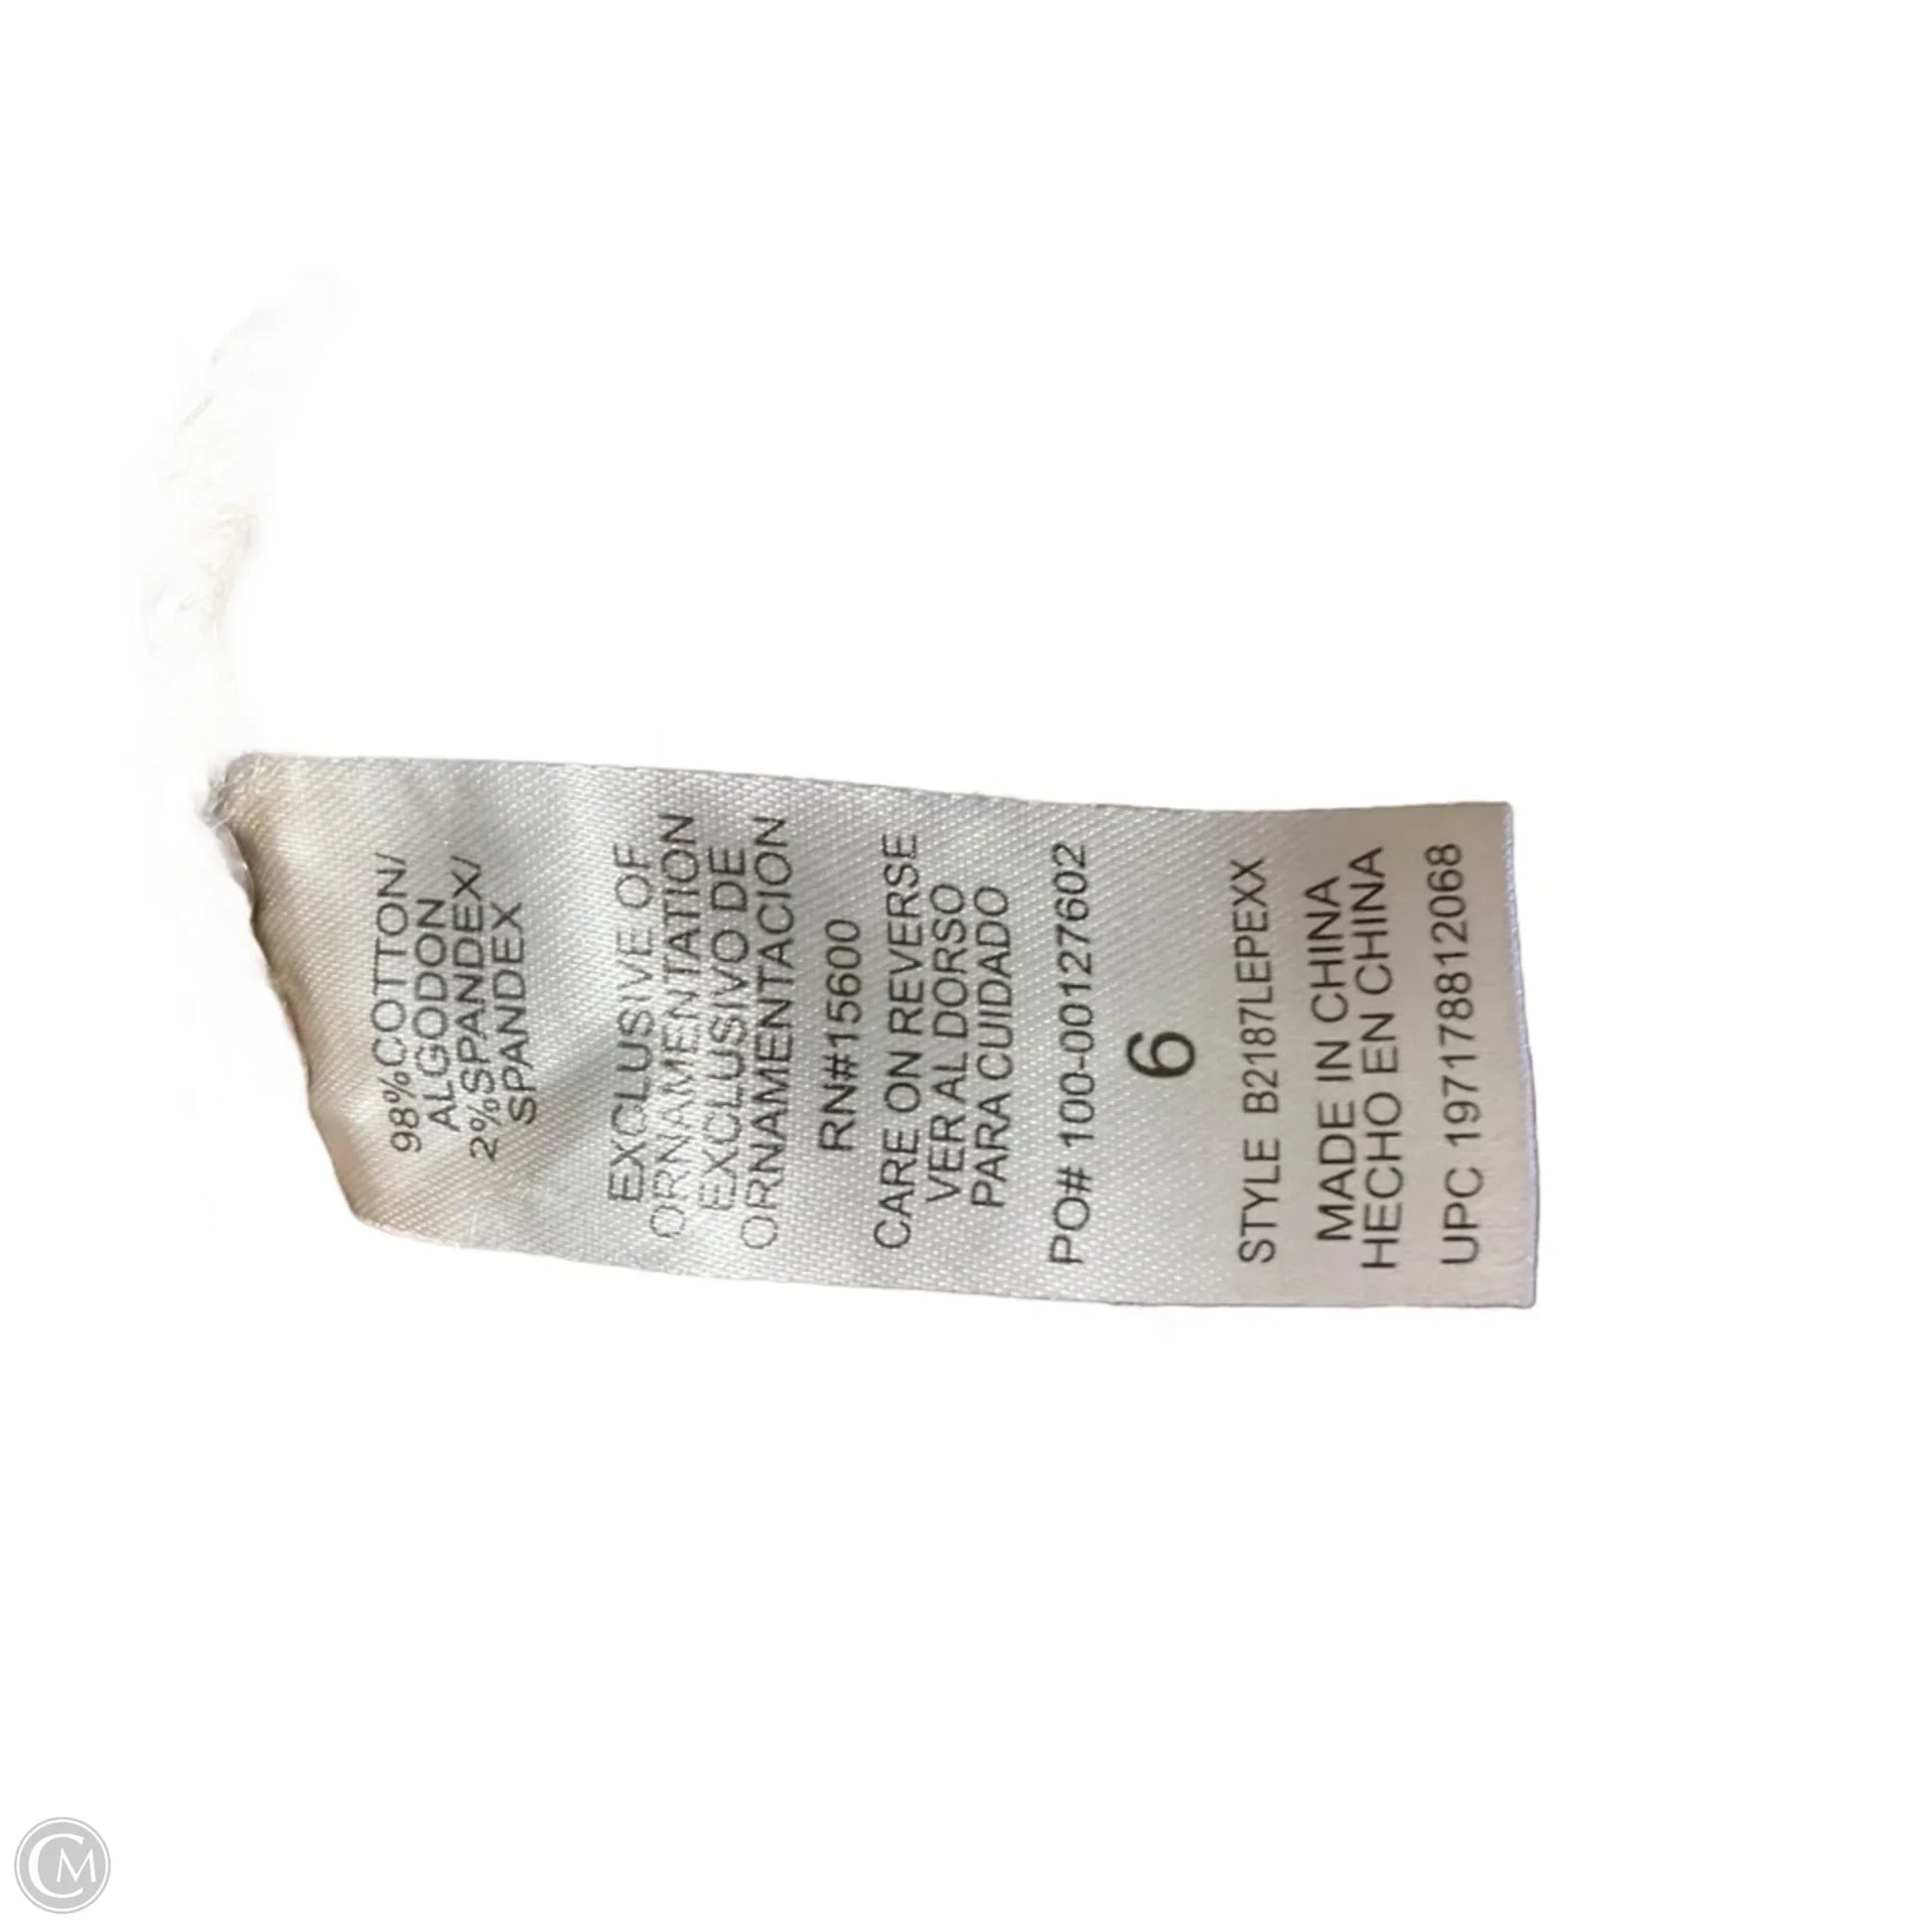 98%COTTON/
ALGODON
2%SPANDEX/
SPANDEX
EXCLUSIVE OF
ORNAMENTATION
EXCLUSIVO DE
ORNAMENTACION
RN#15600
CARE ON REVERSE
VER AL DORSO
PARA CUIDADO
PO# 100-00127602
6
STYLE B2187LEPEXX
MADE IN CHINA
HECHO EN CHINA
UPC 197178812068
CM